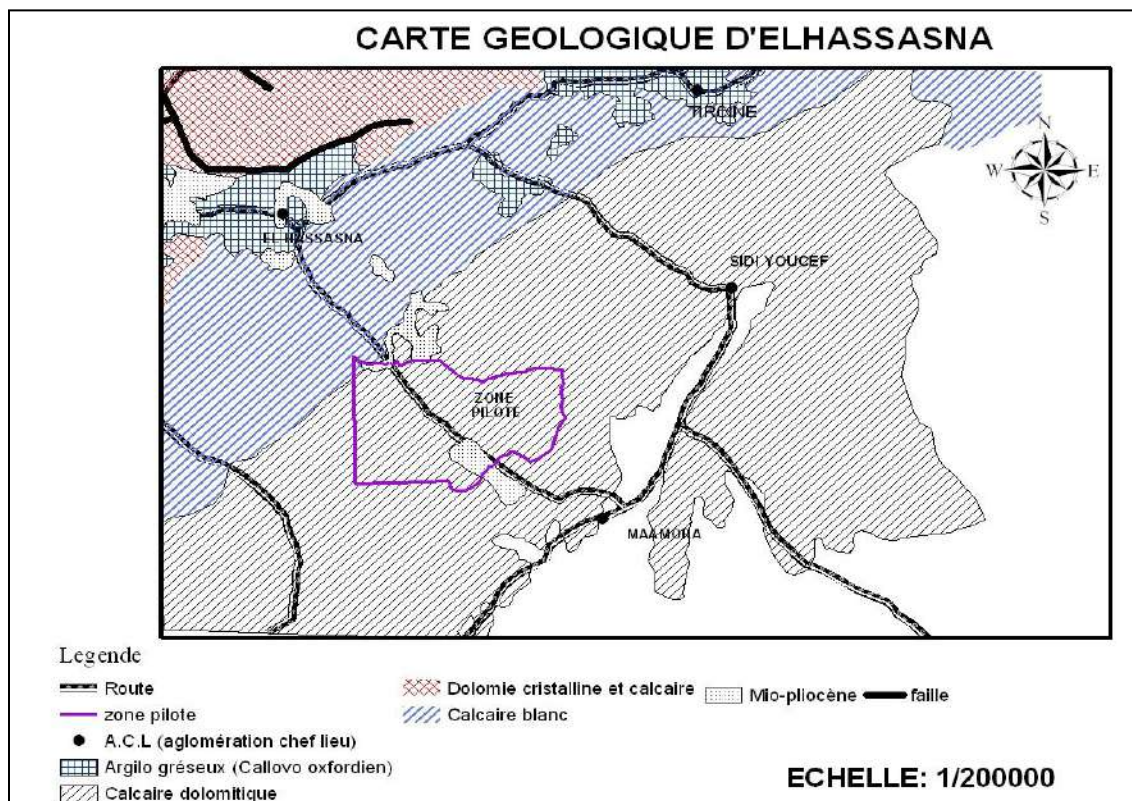 CARTE GEOLOGIQUE D'ELHASSASNA
TIRCINE
N
W E
S
EL HASSASNA
SIDI YOUCEF
ZONE
PILOTE
MAAMORA
Legende
Route
zone pilote
A.C.L (aglomération chef lieu)
Argilo gréseux (Callovo oxfordien)
Calcaire dolomitique
Dolomie cristalline et calcaire
Calcaire blanc
Mio-pliocène
faille
ECHELLE: 1/200000